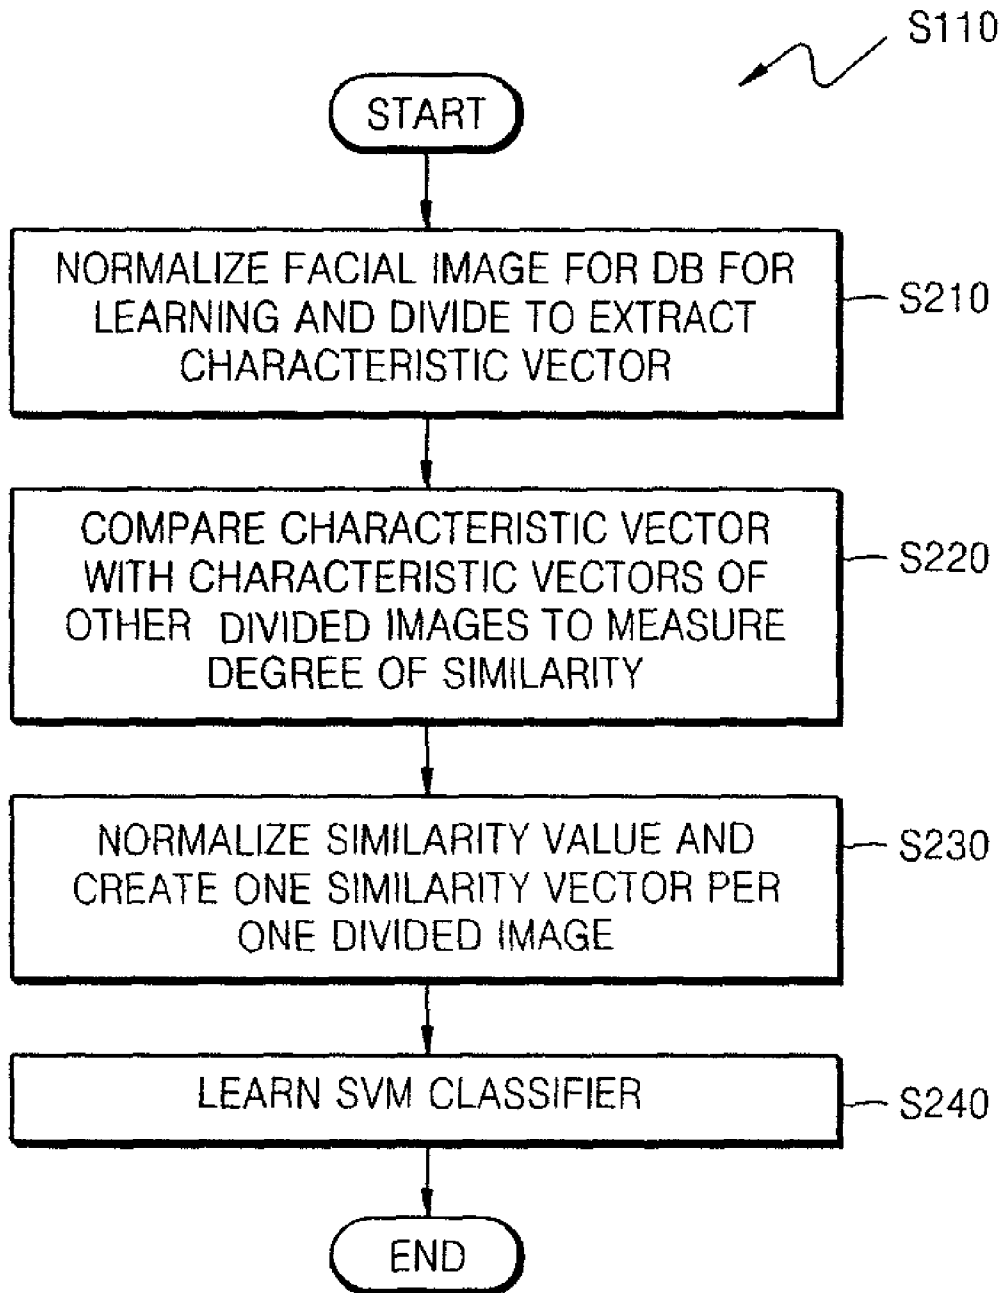 S110
START
NORMALIZE FACIAL IMAGE FOR DB FOR
LEARNING AND DIVIDE TO EXTRACT
CHARACTERISTIC VECTOR
S210
COMPARE CHARACTERISTIC VECTOR
WITH CHARACTERISTIC VECTORS OF
OTHER DIVIDED IMAGES TO MEASURE
DEGREE OF SIMILARITY
S220
NORMALIZE SIMILARITY VALUE AND
CREATE ONE SIMILARITY VECTOR PER
ONE DIVIDED IMAGE
S230
LEARN SVM CLASSIFIER
S240
END